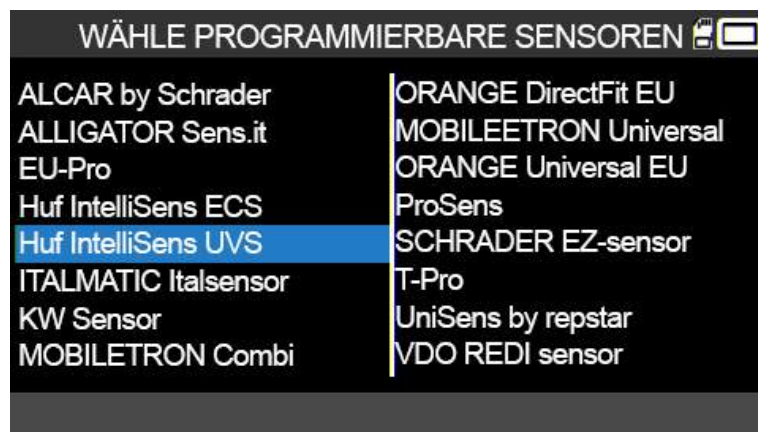 WÄHLE PROGRAMMIERBARE SENSOREN
ALCAR by Schrader
ALLIGATOR Sens.it
EU-Pro
Huf IntelliSens ECS
Huf IntelliSens UVS
ITALMATIC Italsensor
KW Sensor
MOBILETRON Combi
ORANGE DirectFit EU
MOBILEETRON Universal
ORANGE Universal EU
ProSens
SCHRADER EZ-sensor
T-Pro
UniSens by repstar
VDO REDI sensor